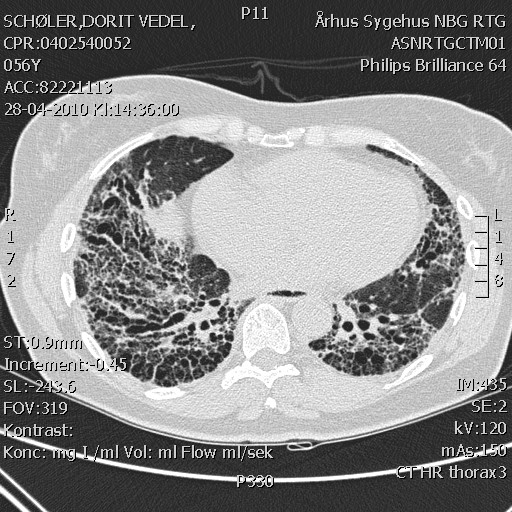 SCHØLER,DORIT VEDEL,
CPR:0402540052
056Y
ACC:82221113
28-04-2010 Kl:14:36:00
P11
Århus Sygehus NBG RTG
ASNRTGCTM01
Philips Brilliance 64
R
1
7
2
L
1
4
8
ST:0.9mm
Increment:-0.45
SL:-243.6
FOV:319
Kontrast:
Konc: mg I /ml Vol: ml Flow ml/sek
P330
IM:435
SE:2
kV:120
mAs:150
CT HR thorax3